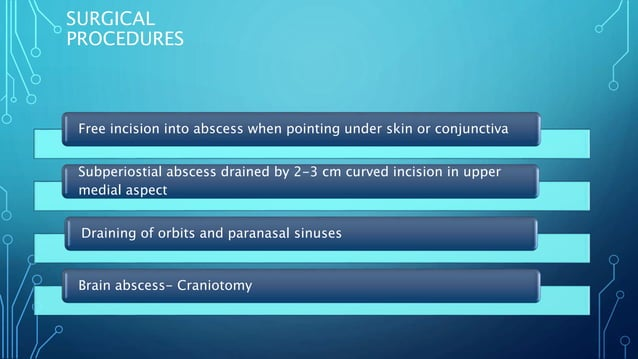 SURGICAL
PROCEDURES
Free incision into abscess when pointing under skin or conjunctiva
Subperiostial abscess drained by 2-3 cm curved incision in upper
medial aspect
Draining of orbits and paranasal sinuses
Brain abscess- Craniotomy